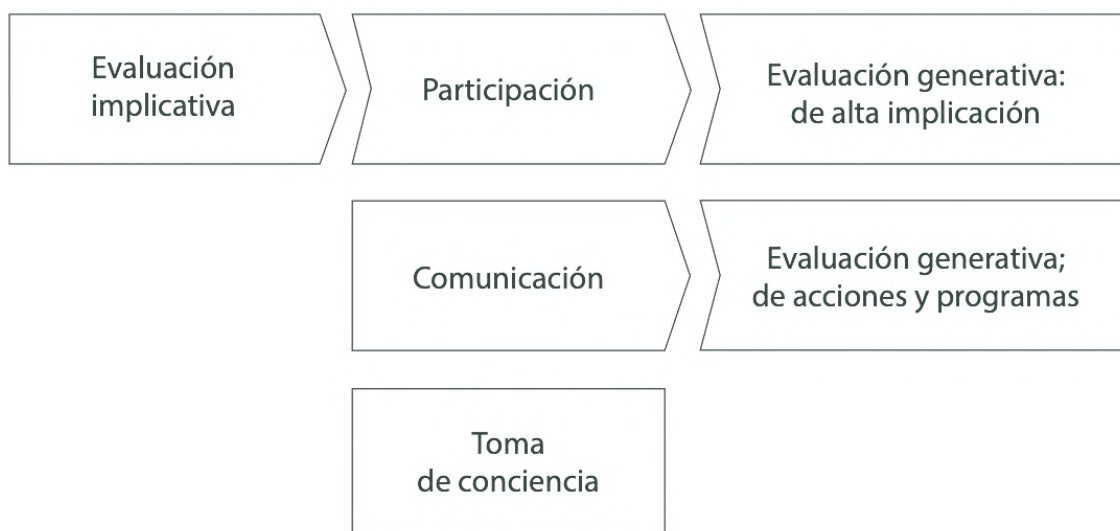 Evaluación
implicativa
Participación
Evaluación generativa:
de alta implicación
Comunicación
Evaluación generativa;
de acciones y programas
Toma
de conciencia